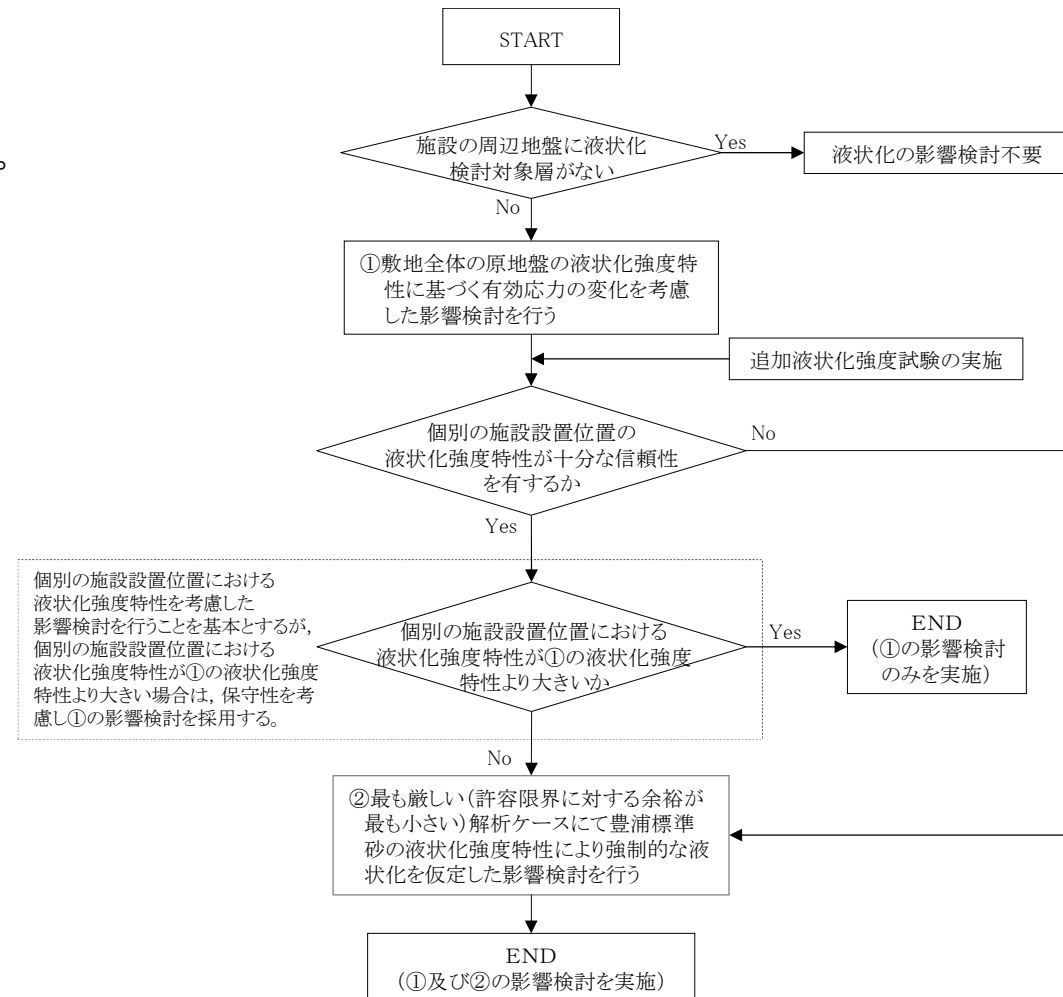 START
。
施設の周辺地盤に液状化
検討対象層がない
Yes
液状化の影響検討不要
No
①敷地全体の原地盤の液状化強度特
性に基づく有効応力の変化を考慮
した影響検討を行う
追加液状化強度試験の実施
個別の施設設置位置の
液状化強度特性が十分な信頼性
を有するか
No
Yes
個別の施設設置位置における
液状化強度特性を考慮した
影響検討を行うことを基本とするが,
個別の施設設置位置における
液状化強度特性が①の液状化強度
特性より大きい場合は, 保守性を考
慮し①の影響検討を採用する。
個別の施設設置位置における
液状化強度特性が①の液状化強度
特性より大きいか
Yes
END
(①の影響検討
のみを実施)
No
②最も厳しい(許容限界に対する余裕が
最も小さい)解析ケースにて豊浦標準
砂の液状化強度特性により強制的な液
状化を仮定した影響検討を行う
END
(①及び②の影響検討を実施)